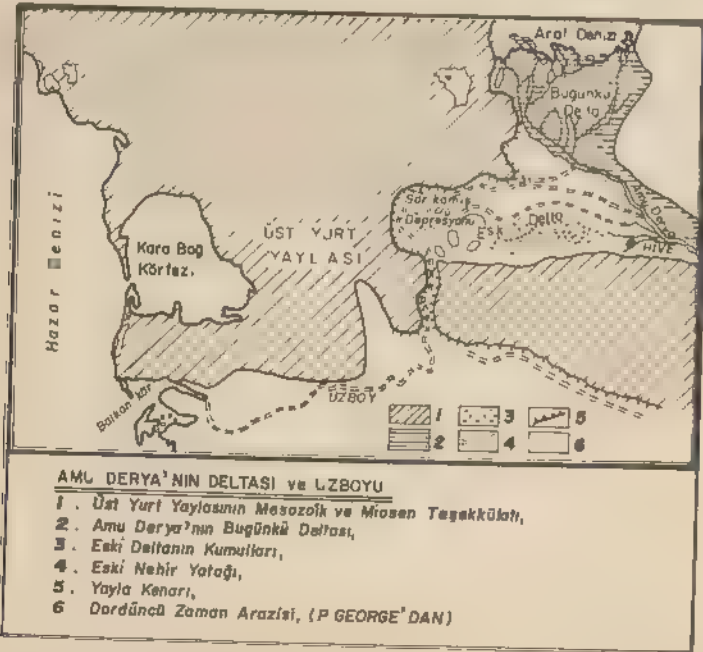 Aral Denizi
Bugünkü
Delta
Amu Derya
Sarı kamış
Depresyonu
Eski Delta
HİVE
ÜST YURT
YAYLASI
Kara Boğ
Körfezi
Hazar Denizi
Balkan Kör
UZBOY
1 3 5
2 4 6
AMU DERYA'NIN DELTASI ve UZBOYU
1 . Üst Yurt Yaylasının Mesozoik ve Miosen Teşekkülatı,
2 . Amu Derya'nın Bugünkü Deltası,
3 . Eski Deltanın Kumulları,
4 . Eski Nehir Yatağı,
5 . Yayla Kenarı,
6 Dördüncü Zaman Arazisi, (P GEORGE'DAN)